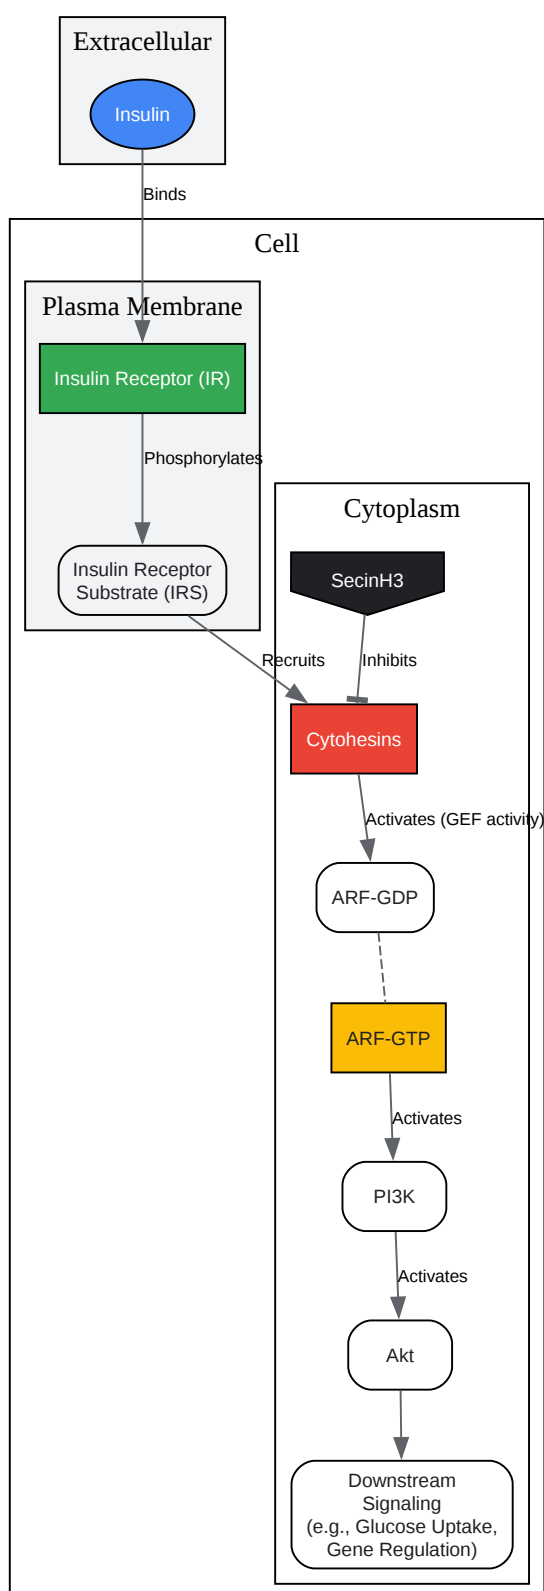 Extracellular
Insulin
Binds
Cell
Plasma Membrane
Insulin Receptor (IR)
Phosphorylates
Insulin Receptor
Substrate (IRS)
Cytoplasm
SecinH3
Recruits
Inhibits
Cytohesins
Activates (GEF activity)
ARF-GDP
ARF-GTP
Activates
PI3K
Activates
Akt
Downstream
Signaling
(e.g., Glucose Uptake,
Gene Regulation)